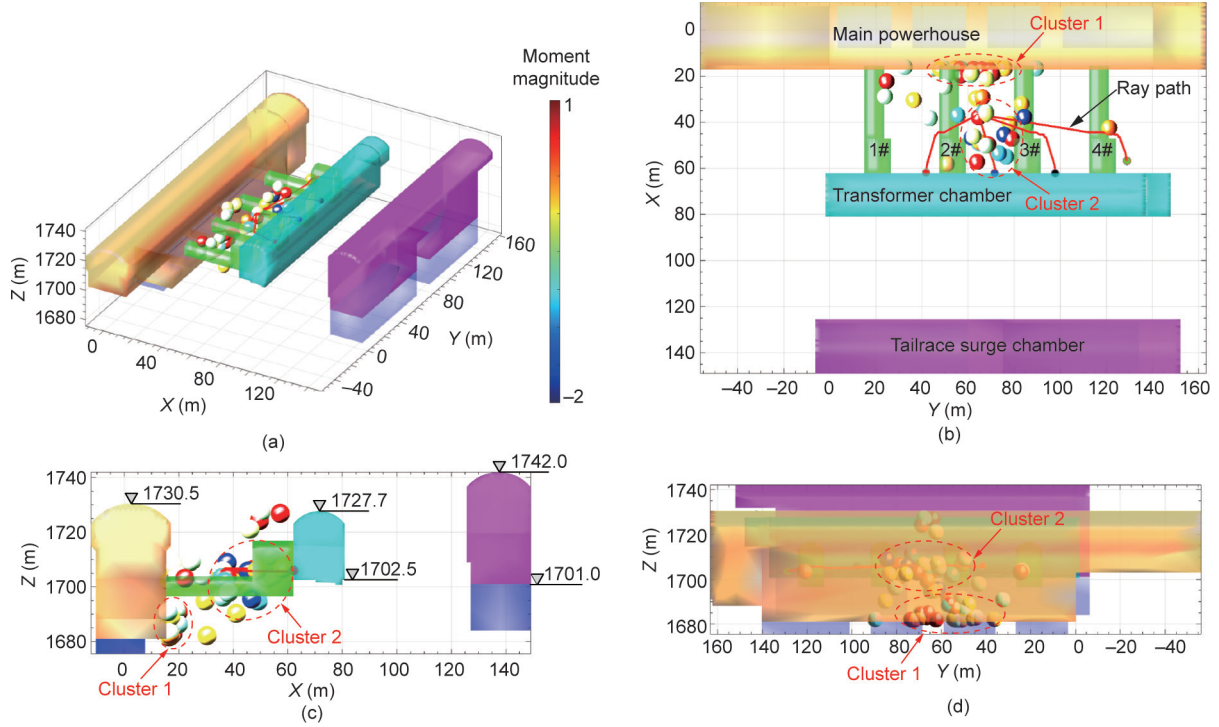 Moment
magnitude
1
–2
1740
1720
1700
1680
Z (m)
0
40
80
120
X (m)
–40
0
40
80
120
160
Y (m)
(a)
Cluster 1
Main powerhouse
Ray path
1#
2#
3#
4#
Transformer chamber
Cluster 2
Tailrace surge chamber
0
20
40
60
80
100
120
140
X (m)
–40
–20
0
20
40
60
80
100
120
140
160
Y (m)
(b)
1740
1720
1700
1680
Z (m)
1730.5
1727.7
1742.0
1702.5
1701.0
Cluster 2
Cluster 1
0
20
40
60
80
100
120
140
X (m)
(c)
1740
1720
1700
1680
Z (m)
Cluster 2
Cluster 1
160
140
120
100
80
60
40
20
0
–20
–40
Y (m)
(d)